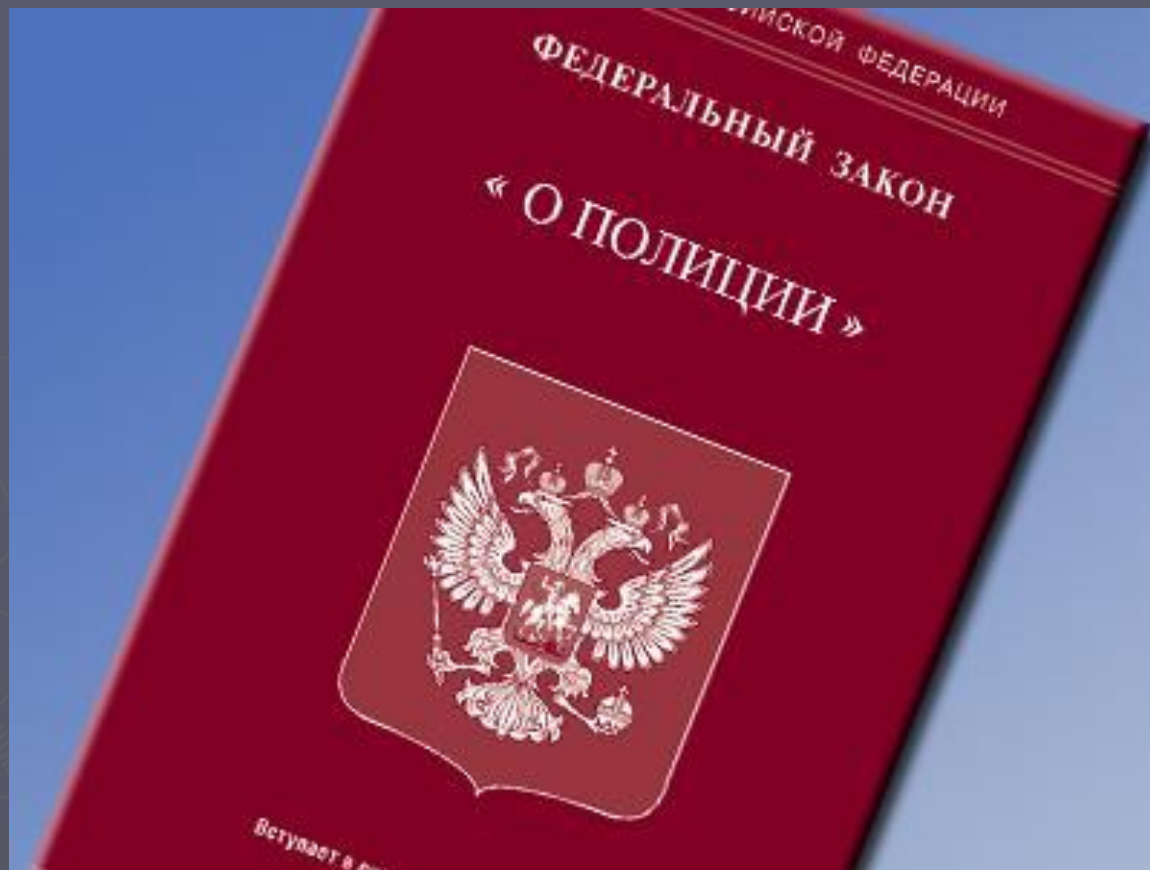 ФЕДЕРАЦИИ
ФЕДЕРАЛЬНЫЙ ЗАКОН
« О ПОЛИЦИИ »
Вступает в